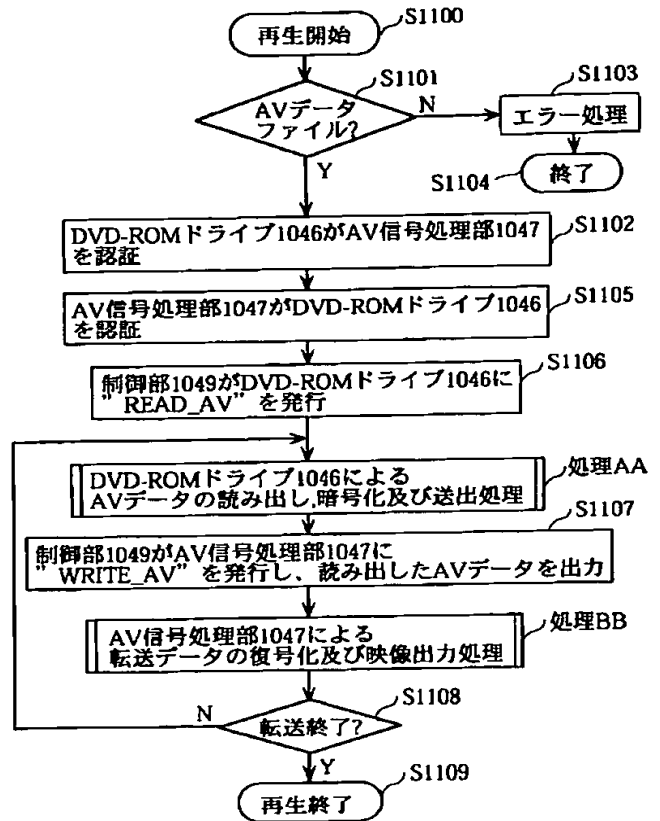 再生開始
S1100
S1101
AVデータ
ファイル?
N
Y
S1103
エラー処理
S1104
終了
DVD-ROMドライブ1046がAV信号処理部1047
を認証
S1102
AV信号処理部1047がDVD-ROMドライブ1046
を認証
S1105
S1106
制御部1049がDVD-ROMドライブ1046に
”READ_AV”を発行
DVD-ROMドライブ1046による
AVデータの読み出し,暗号化及び送出処理
処理AA
S1107
制御部1049がAV信号処理部1047に
”WRITE_AV”を発行し、読み出したAVデータを出力
AV信号処理部1047による
転送データの復号化及び映像出力処理
処理BB
S1108
N
転送終了?
Y
S1109
再生終了